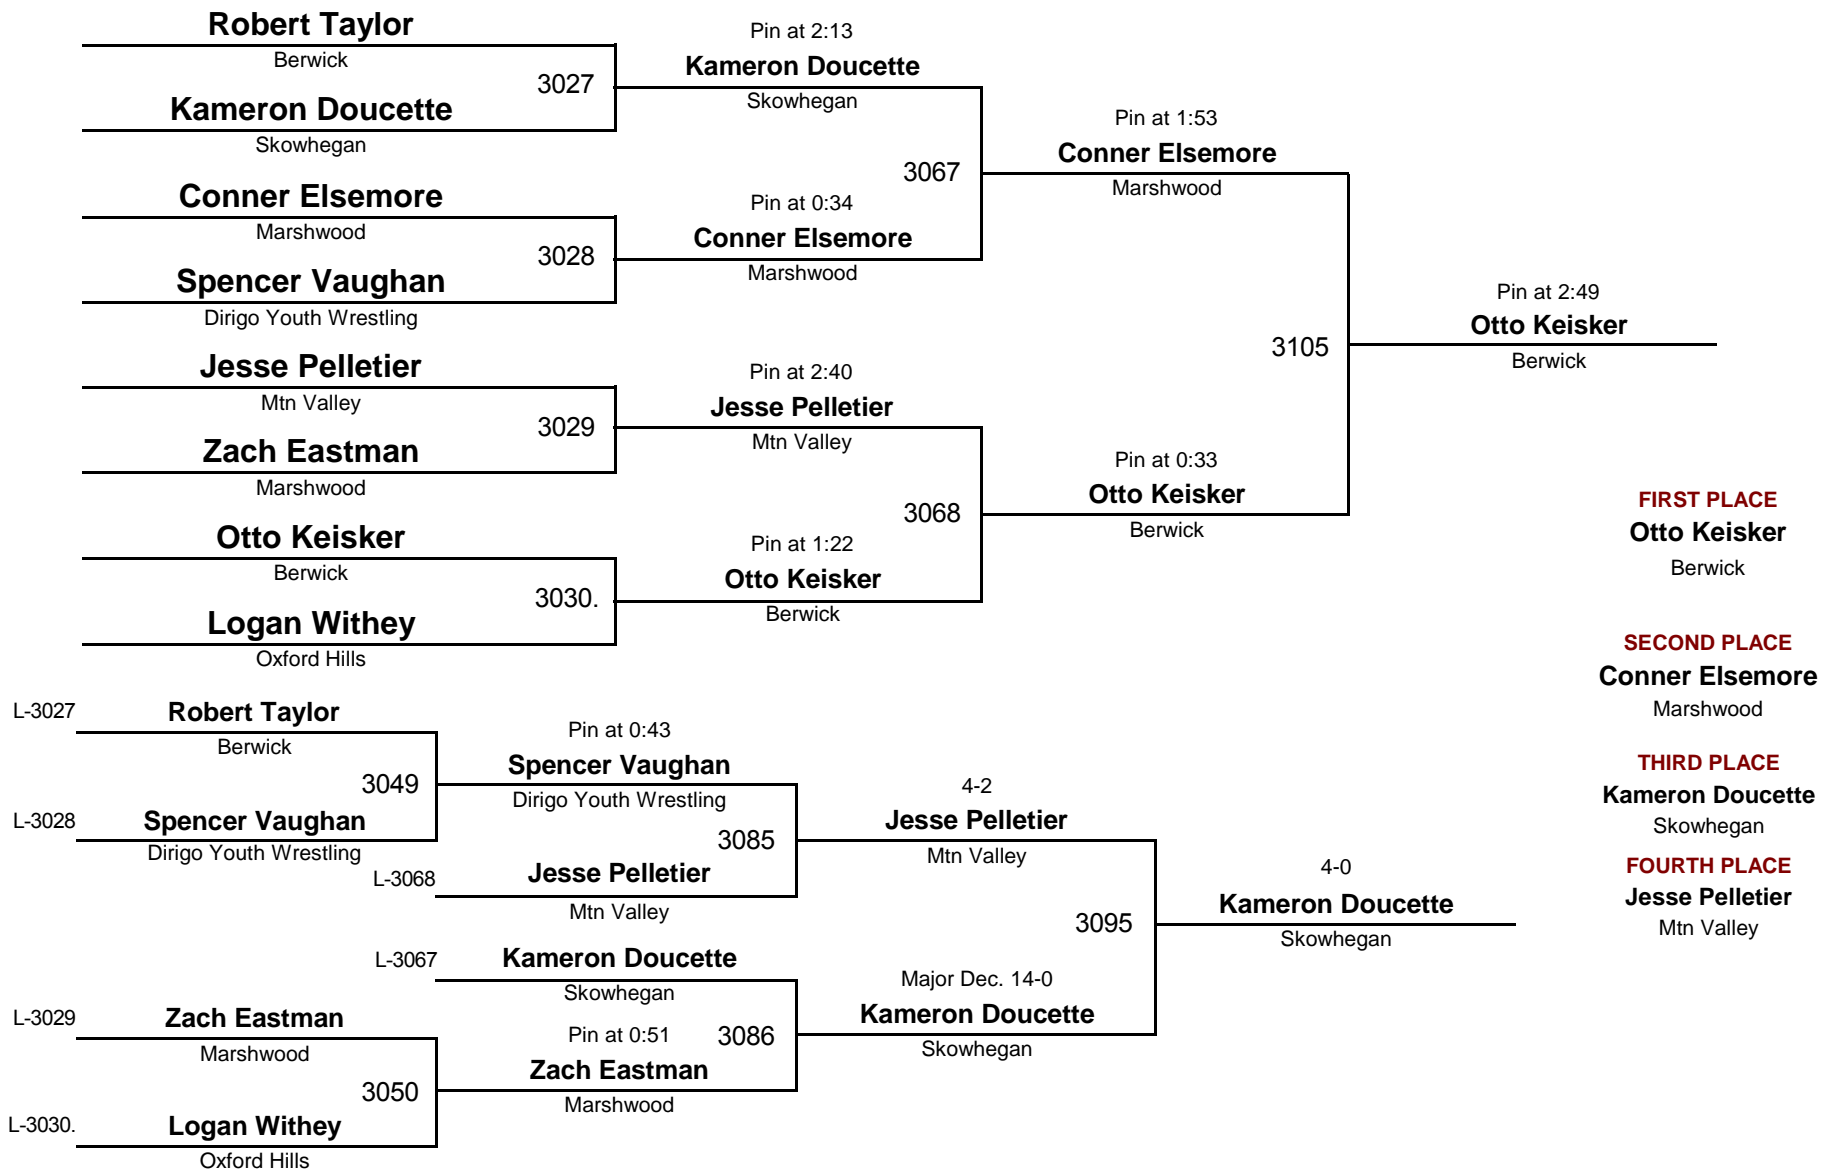 Robert Taylor
Berwick
3027
Kameron Doucette
Skowhegan
Pin at 2:13
Kameron Doucette
Skowhegan
Conner Elsemore
Marshwood
3028
Spencer Vaughan
Dirigo Youth Wrestling
Pin at 0:34
Conner Elsemore
Marshwood
3067
Pin at 1:53
Conner Elsemore
Marshwood
Jesse Pelletier
Mtn Valley
3029
Zach Eastman
Marshwood
Pin at 2:40
Jesse Pelletier
Mtn Valley
Otto Keisker
Berwick
3030.
Logan Withey
Oxford Hills
Pin at 1:22
Otto Keisker
Berwick
3068
Pin at 0:33
Otto Keisker
Berwick
3105
Pin at 2:49
Otto Keisker
Berwick
L-3027
Robert Taylor
Berwick
3049
L-3028
Spencer Vaughan
Dirigo Youth Wrestling
Pin at 0:43
Spencer Vaughan
Dirigo Youth Wrestling
3085
L-3068
Jesse Pelletier
Mtn Valley
4-2
Jesse Pelletier
Mtn Valley
L-3067
Kameron Doucette
Skowhegan
L-3029
Zach Eastman
Marshwood
3050
L-3030.
Logan Withey
Oxford Hills
Pin at 0:51
Zach Eastman
Marshwood
3086
Major Dec. 14-0
Kameron Doucette
Skowhegan
3095
4-0
Kameron Doucette
Skowhegan
FIRST PLACE
Otto Keisker
Berwick
SECOND PLACE
Conner Elsemore
Marshwood
THIRD PLACE
Kameron Doucette
Skowhegan
FOURTH PLACE
Jesse Pelletier
Mtn Valley